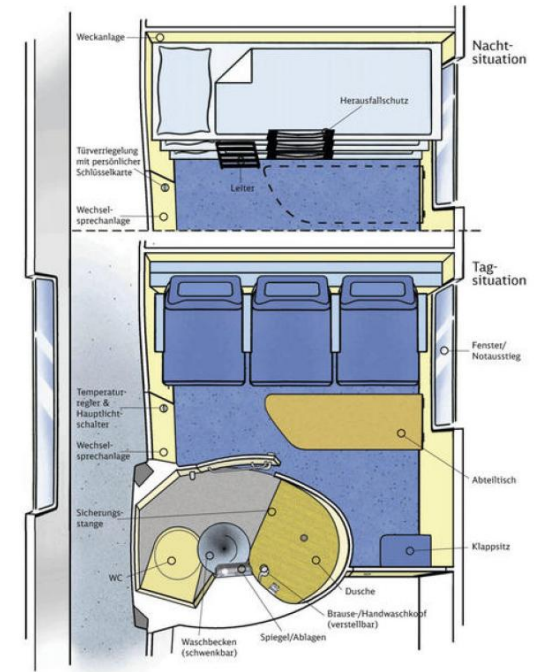 Weckanlage
Nacht-
situation
Herausfallschutz
Türverriegelung
mit persönlicher
Schlüsselkarte
Leiter
Wechsel-
sprechanlage
Tag-
situation
Fenster/
Notausstieg
Temperatur-
regler &
Hauptlicht-
schalter
Wechsel-
sprechanlage
Abteiltisch
Sicherungs-
stange
Klappsitz
WC
Dusche
Brause-/Handwaschkopf
(verstellbar)
Spiegel/Ablagen
Waschbecken
(schwenkbar)